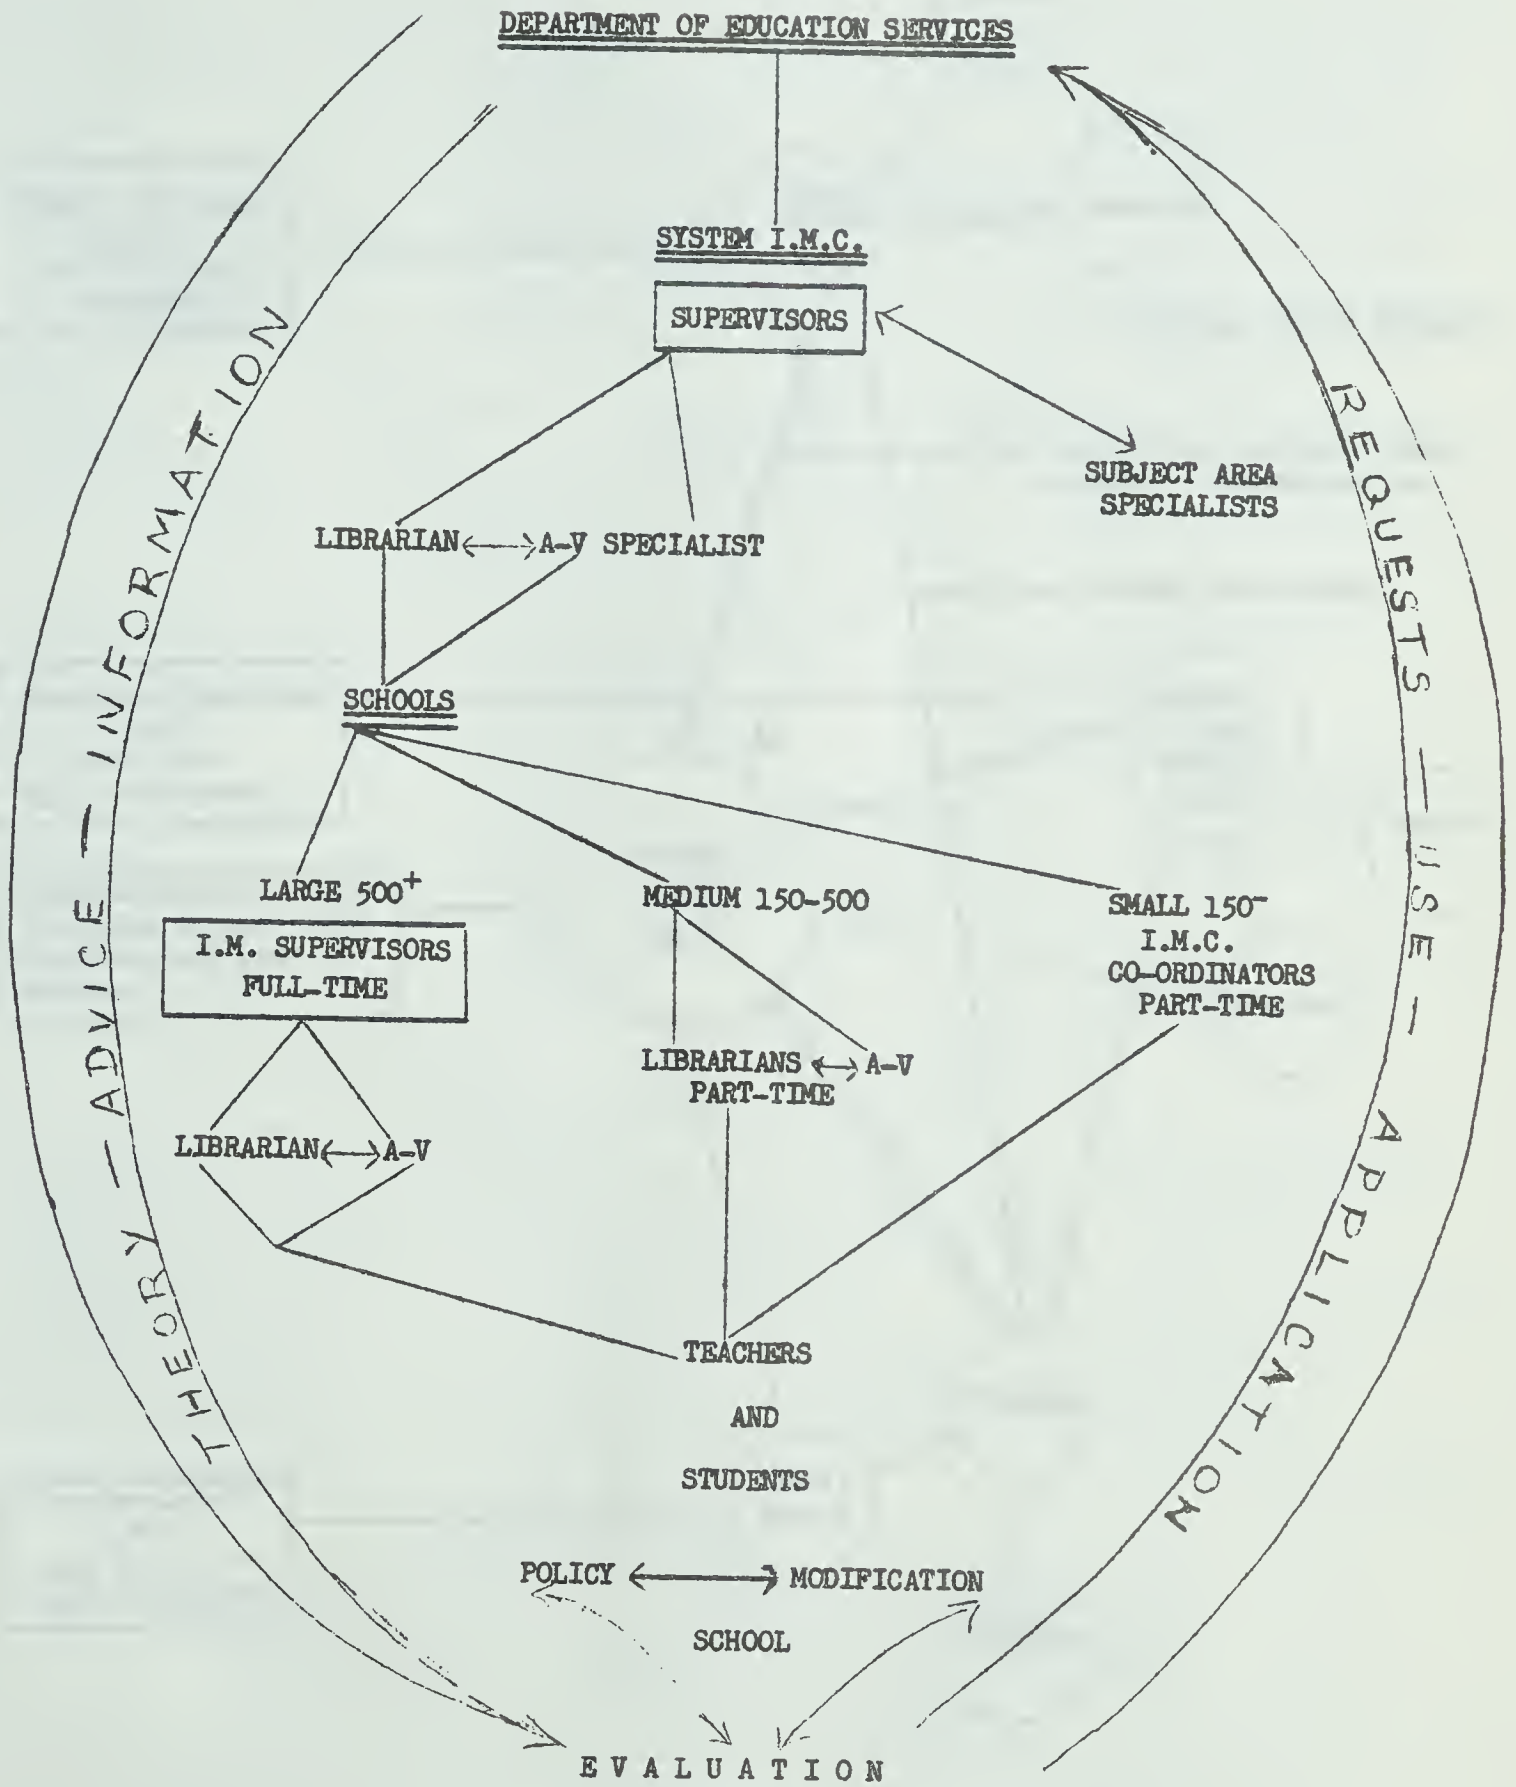 DEPARTMENT OF EDUCATION SERVICES
SYSTEM I.M.C.
SUPERVISORS
SUBJECT AREA
SPECIALISTS
LIBRARIAN <--> A-V SPECIALIST
SCHOOLS
LARGE 500+
I.M. SUPERVISORS
FULL-TIME
MEDIUM 150-500
SMALL 150-
I.M.C.
CO-ORDINATORS
PART-TIME
LIBRARIANS <--> A-V
PART-TIME
LIBRARIAN <--> A-V
TEACHERS
AND
STUDENTS
POLICY <--> MODIFICATION
SCHOOL
EVALUATION
THEORY — ADVICE — INFORMATION
REQUESTS — USE — APPLICATION